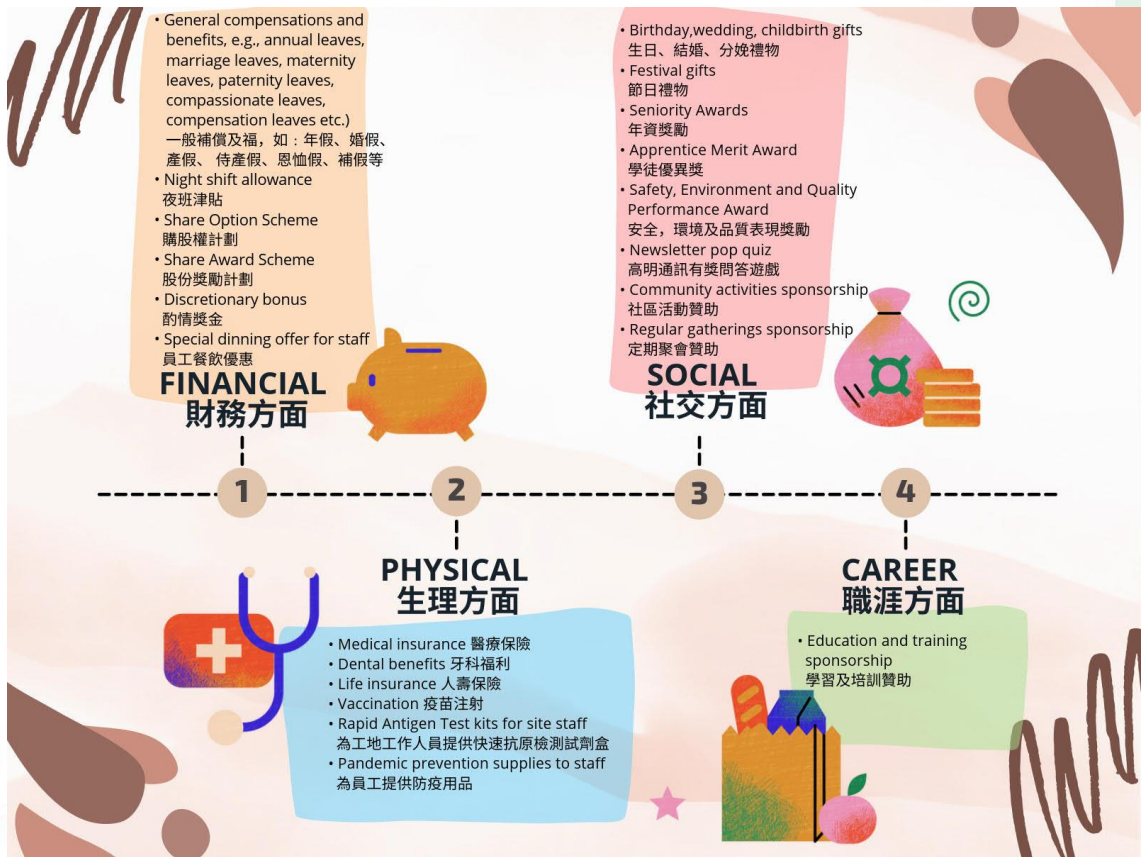 • General compensations and
benefits, e.g., annual leaves,
marriage leaves, maternity
leaves, paternity leaves,
compassionate leaves,
compensation leaves etc.)
一般補償及福，如：年假、婚假、
產假、 侍產假、恩恤假、補假等
• Night shift allowance
夜班津貼
• Share Option Scheme
購股權計劃
• Share Award Scheme
股份獎勵計劃
• Discretionary bonus
酌情獎金
• Special dinning offer for staff
員工餐飲優惠
FINANCIAL
財務方面
1
PHYSICAL
生理方面
2
• Medical insurance 醫療保險
• Dental benefits 牙科福利
• Life insurance 人壽保險
• Vaccination 疫苗注射
• Rapid Antigen Test kits for site staff
為工地工作人員提供快速抗原檢測試劑盒
• Pandemic prevention supplies to staff
為員工提供防疫用品
• Birthday,wedding, childbirth gifts
生日、結婚、分娩禮物
• Festival gifts
節日禮物
• Seniority Awards
年資獎勵
• Apprentice Merit Award
學徒優異獎
• Safety, Environment and Quality
Performance Award
安全，環境及品質表現獎勵
• Newsletter pop quiz
高明通訊有獎問答遊戲
• Community activities sponsorship
社區活動贊助
• Regular gatherings sponsorship
定期聚會贊助
SOCIAL
社交方面
3
4
CAREER
職涯方面
• Education and training
sponsorship
學習及培訓贊助